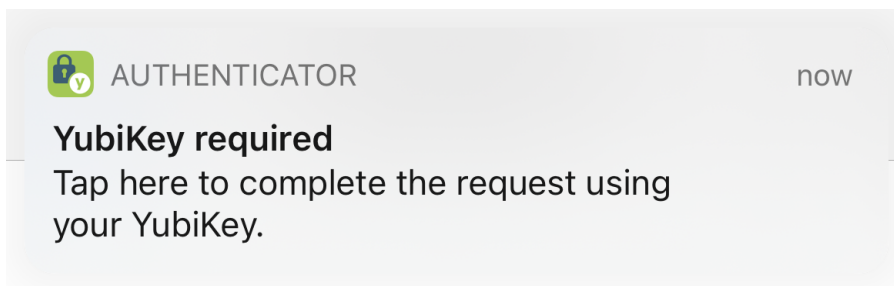 AUTHENTICATOR now
YubiKey required
Tap here to complete the request using
your YubiKey.